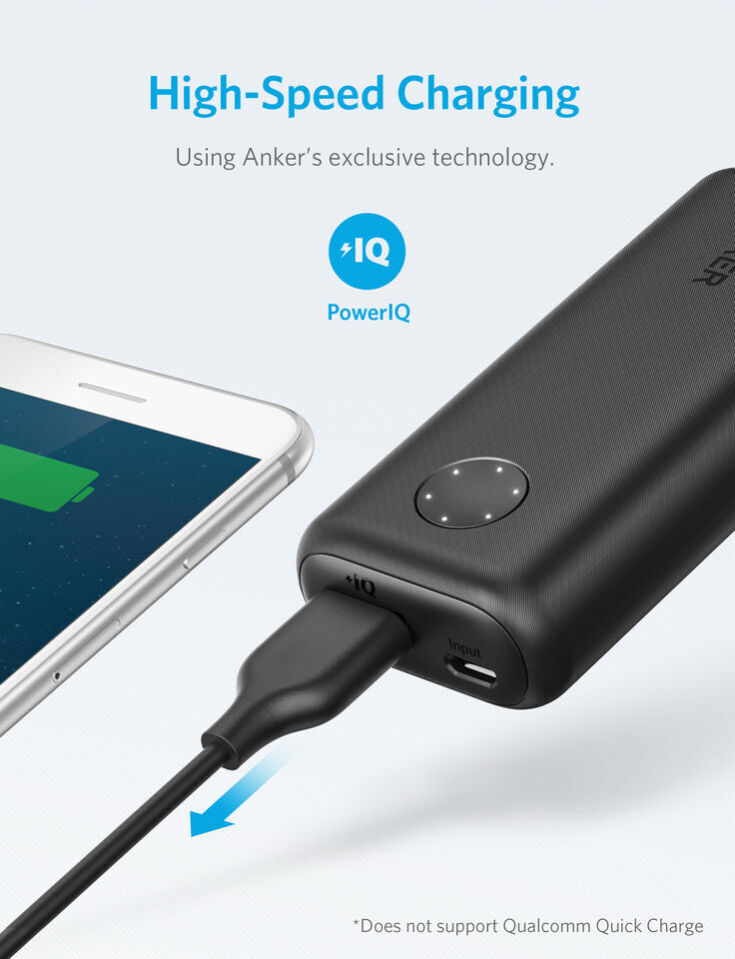 High-Speed Charging
Using Anker's exclusive technology.
IQ
PowerIQ
IQ
Input
*Does not support Qualcomm Quick Charge